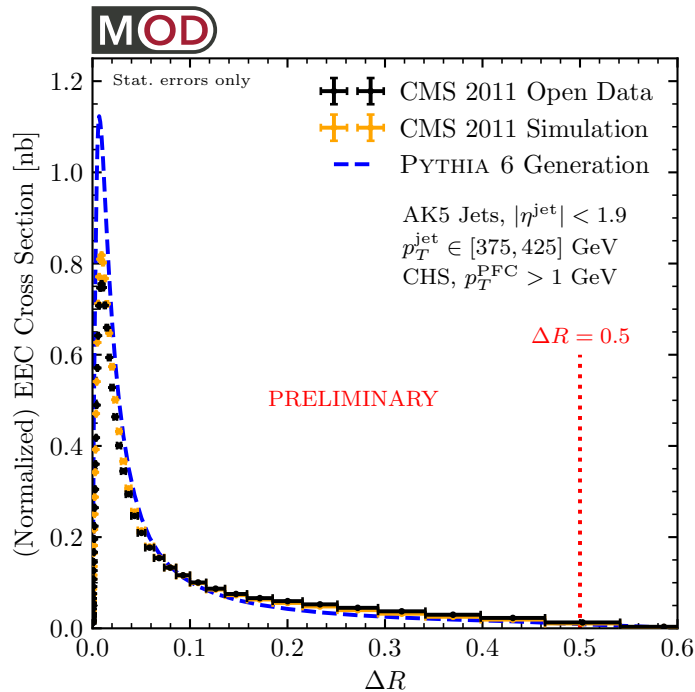 MOD
Stat. errors only
CMS 2011 Open Data
CMS 2011 Simulation
PYTHIA 6 Generation
AK5 Jets, |η^jet| < 1.9
p_T^jet ∈ [375, 425] GeV
CHS, p_T^PFC > 1 GeV
ΔR = 0.5
PRELIMINARY
(Normalized) EEC Cross Section [nb]
1.2
1.0
0.8
0.6
0.4
0.2
0.0
0.0 0.1 0.2 0.3 0.4 0.5 0.6
ΔR